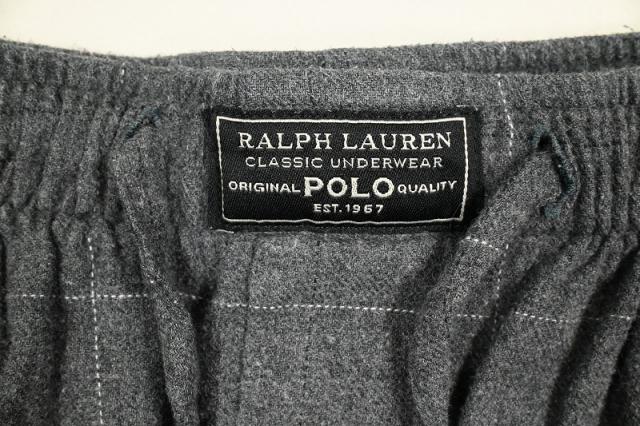 RALPH LAUREN
CLASSIC UNDERWEAR
ORIGINAL POLO QUALITY
EST. 1967